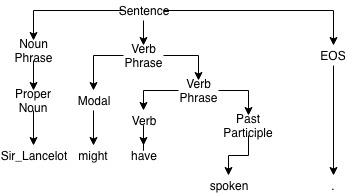 Sentence
Noun
Phrase
Verb
Phrase
EOS
Verb
Phrase
Proper
Noun
Modal
Verb
Past
Participle
Sir_Lancelot
might
have
spoken
.